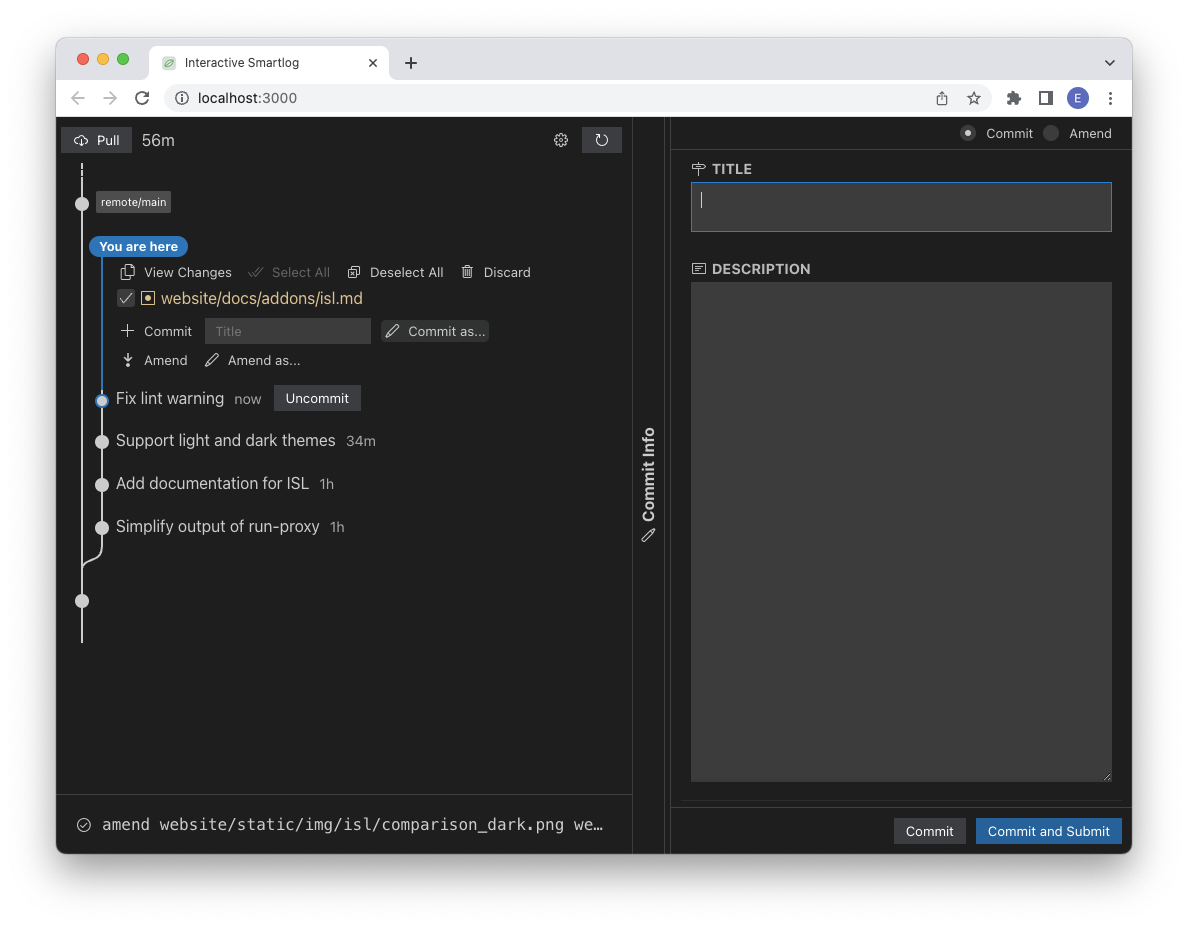 Interactive Smartlog
localhost:3000
E
Pull 56m
remote/main
You are here
View Changes Select All Deselect All Discard
website/docs/addons/isl.md
Commit Title Commit as...
Amend Amend as...
Fix lint warning now Uncommit
Support light and dark themes 34m
Add documentation for ISL 1h
Simplify output of run-proxy 1h
amend website/static/img/isl/comparison_dark.png we…
Commit Info
Commit Amend
TITLE
DESCRIPTION
Commit Commit and Submit